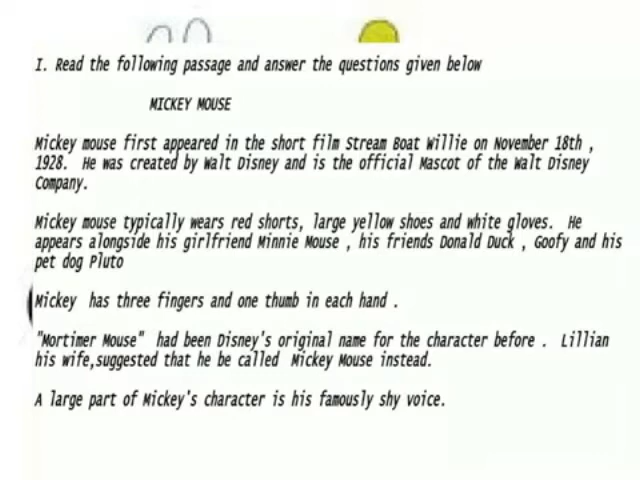 I. Read the following passage and answer the questions given below
MICKEY MOUSE
Mickey mouse first appeared in the short film Stream Boat Willie on November 18th ,
1928. He was created by Walt Disney and is the official Mascot of the Walt Disney
Company.
Mickey mouse typically wears red shorts, large yellow shoes and white gloves. He
appears alongside his girlfriend Minnie Mouse , his friends Donald Duck , Goofy and his
pet dog Pluto
Mickey has three fingers and one thumb in each hand .
"Mortimer Mouse" had been Disney's original name for the character before . Lillian
his wife,suggested that he be called Mickey Mouse instead.
A large part of Mickey's character is his famously shy voice.